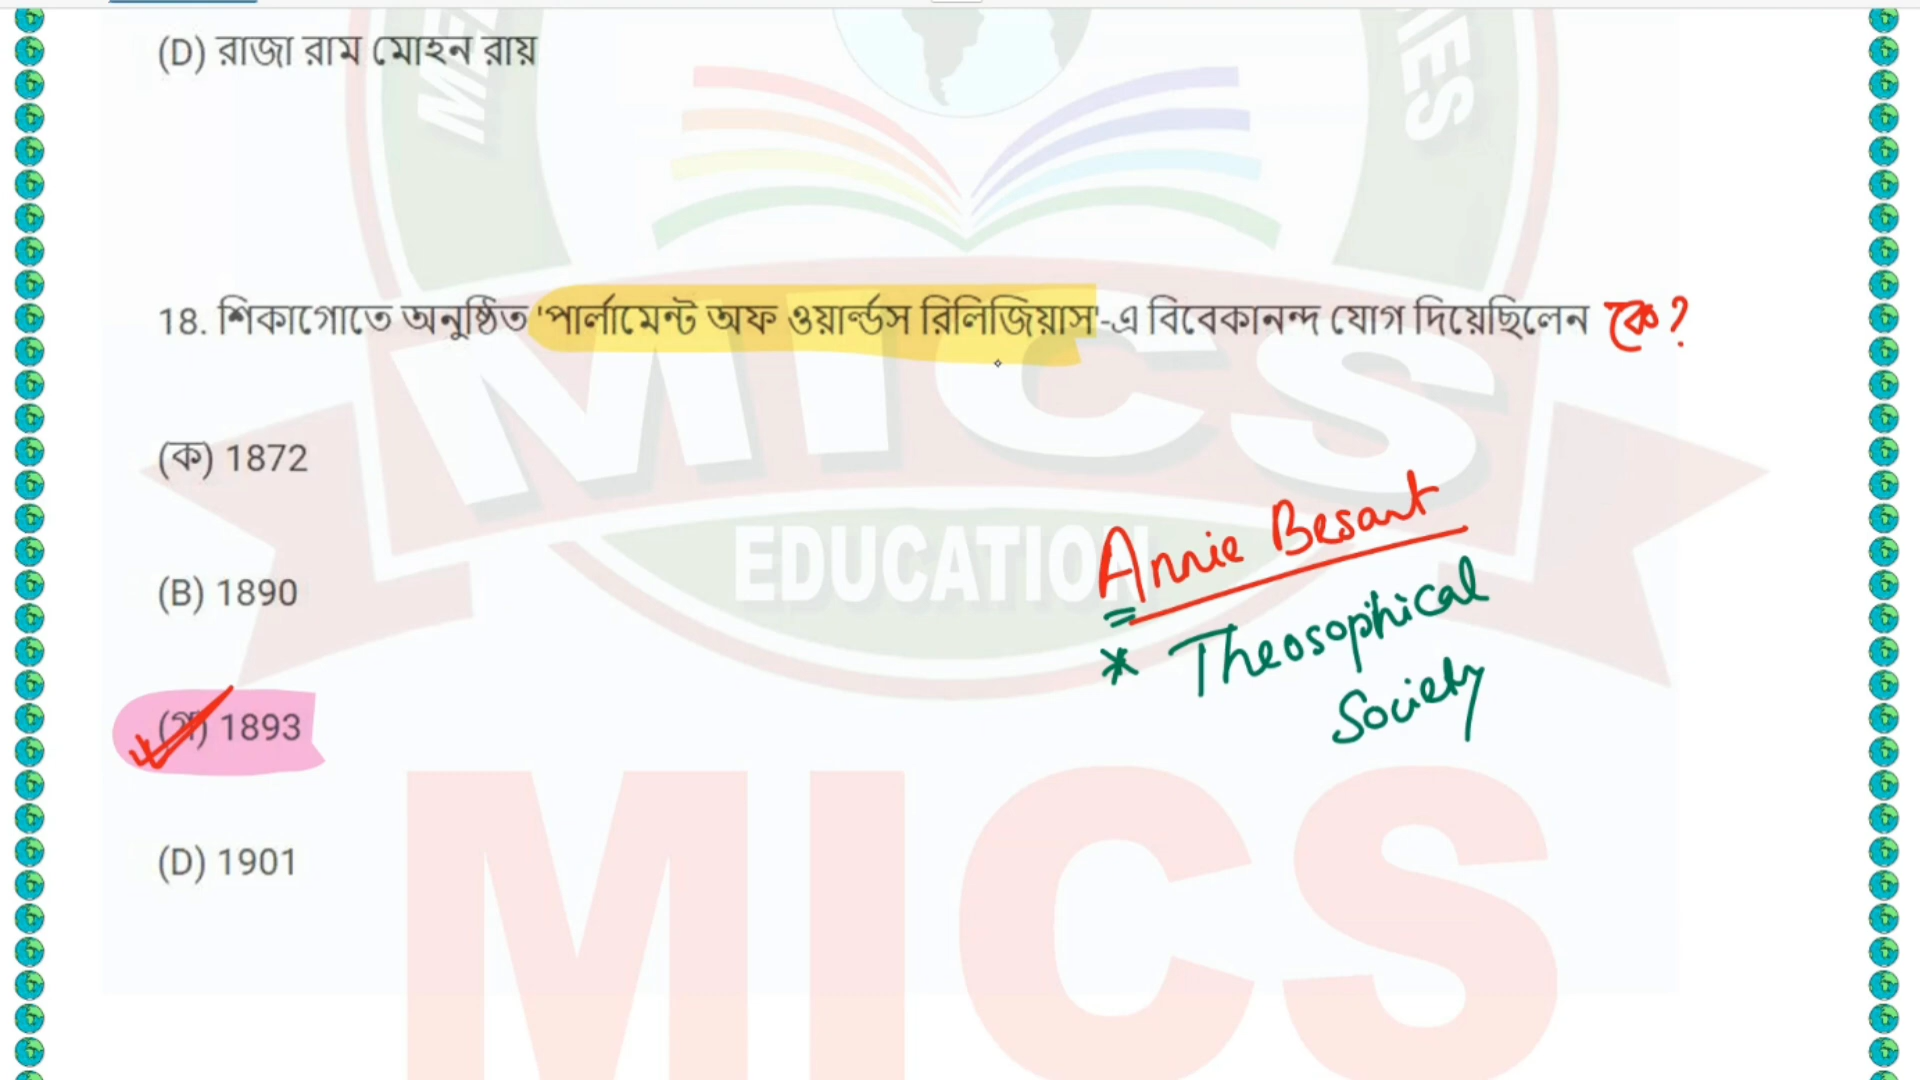 (D) রাজা রাম মোহন রায়
18. শিকাগোতে অনুষ্ঠিত 'পার্লামেন্ট অফ ওয়ার্ল্ডস রিলিজিয়াস'-এ বিবেকানন্দ যোগ দিয়েছিলেন কে?
(ক) 1872
(B) 1890
(গ) 1893
(D) 1901
Annie Besant
* Theosophical
Society
MICS
EDUCATION
MICS